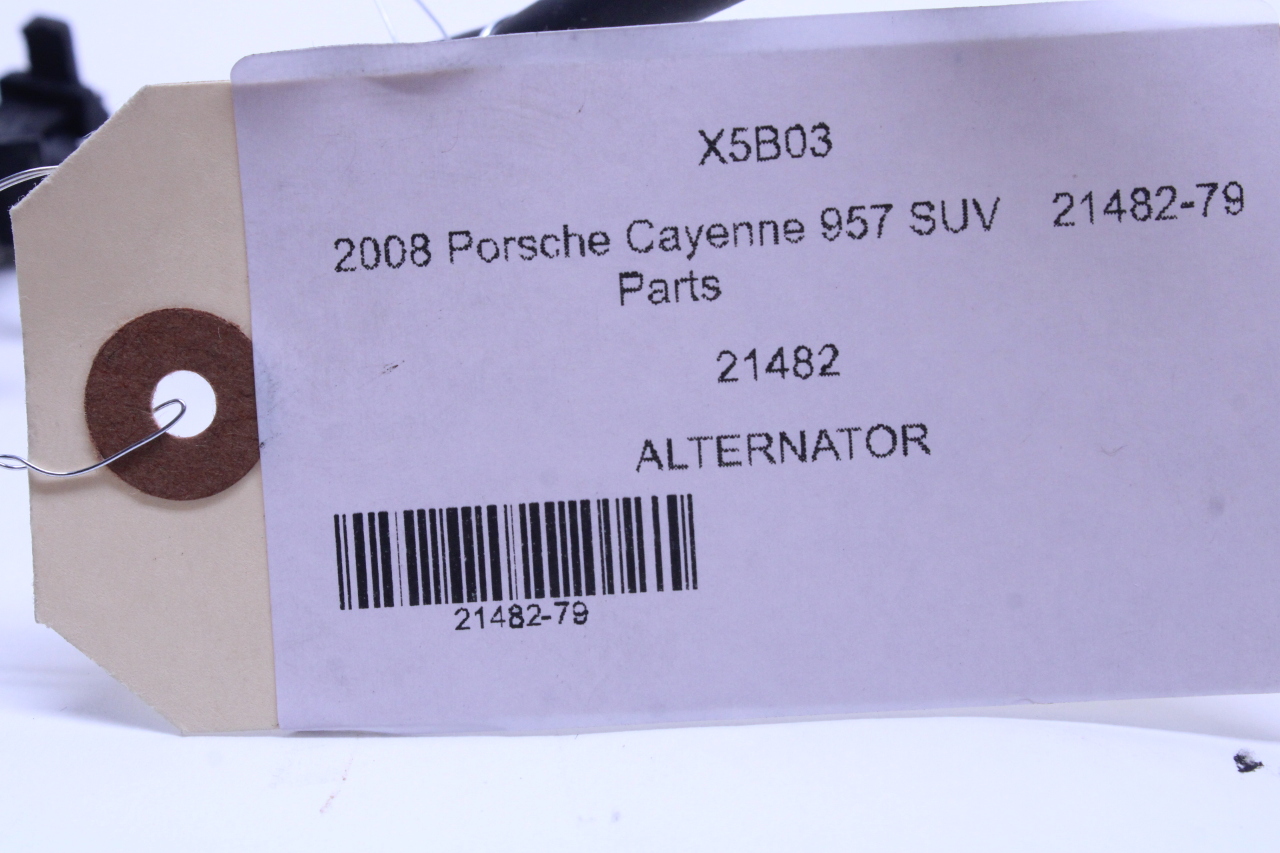 X5B03
2008 Porsche Cayenne 957 SUV 21482-79
Parts
21482
ALTERNATOR
21482-79